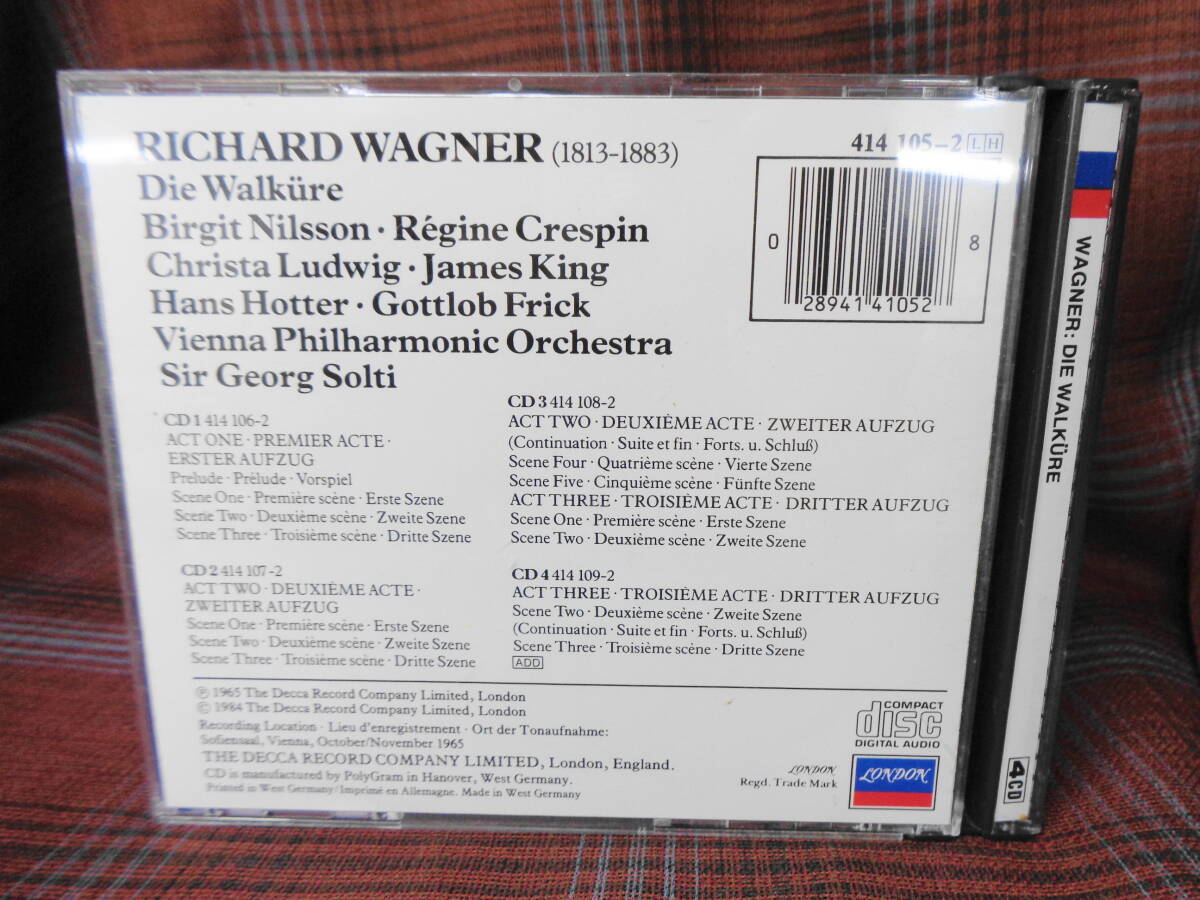 RICHARD WAGNER (1813-1883)
Die Walküre
Birgit Nilsson · Régine Crespin
Christa Ludwig · James King
Hans Hotter · Gottlob Frick
Vienna Philharmonic Orchestra
Sir Georg Solti
414 105-2 LH
0 28941 41052 8
CD 1 414 106-2
ACT ONE · PREMIER ACTE ·
ERSTER AUFZUG
Prelude · Prélude · Vorspiel
Scene One · Première scène · Erste Szene
Scene Two · Deuxième scène · Zweite Szene
Scene Three · Troisième scène · Dritte Szene
CD 2 414 107-2
ACT TWO · DEUXIÈME ACTE ·
ZWEITER AUFZUG
Scene One · Première scène · Erste Szene
Scene Two · Deuxième scène · Zweite Szene
Scene Three · Troisième scène · Dritte Szene
CD 3 414 108-2
ACT TWO · DEUXIÈME ACTE · ZWEITER AUFZUG
(Continuation · Suite et fin · Forts. u. Schluß)
Scene Four · Quatrième scène · Vierte Szene
Scene Five · Cinquième scène · Fünfte Szene
ACT THREE · TROISIÈME ACTE · DRITTER AUFZUG
Scene One · Première scène · Erste Szene
Scene Two · Deuxième scène · Zweite Szene
CD 4 414 109-2
ACT THREE · TROISIÈME ACTE · DRITTER AUFZUG
Scene Two · Deuxième scène · Zweite Szene
(Continuation · Suite et fin · Forts. u. Schluß)
Scene Three · Troisième scène · Dritte Szene
ADD
℗ 1965 The Decca Record Company Limited, London
© 1984 The Decca Record Company Limited, London
Recording Location · Lieu d'enregistrement · Ort der Tonaufnahme:
Sofiensaal, Vienna, October/November 1965
THE DECCA RECORD COMPANY LIMITED, London, England.
CD is manufactured by PolyGram in Hanover, West Germany.
Printed in West Germany/Imprimé en Allemagne. Made in West Germany
COMPACT
disc
DIGITAL AUDIO
LONDON
Regd. Trade Mark
LONDON
WAGNER: DIE WALKÜRE
4CD